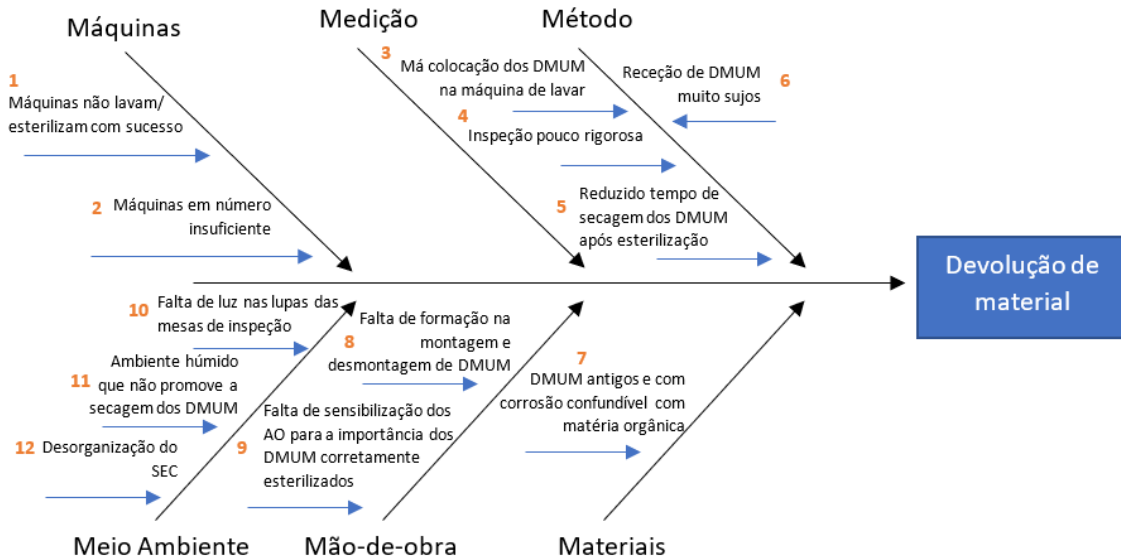 Máquinas
Medição
Método
1
Máquinas não lavam/
esterilizam com sucesso
2
Máquinas em número
insuficiente
3
Má colocação dos DMUM
na máquina de lavar
4
Inspeção pouco rigorosa
5
Reduzido tempo de
secagem dos DMUM
após esterilização
Receção de DMUM
muito sujos
6
Devolução de
material
10
Falta de luz nas lupas das
mesas de inspeção
11
Ambiente húmido
que não promove a
secagem dos DMUM
12
Desorganização do
SEC
8
Falta de formação na
montagem e
desmontagem de DMUM
9
Falta de sensibilização dos
AO para a importância dos
DMUM corretamente
esterilizados
7
DMUM antigos e com
corrosão confundível com
matéria orgânica
Meio Ambiente
Mão-de-obra
Materiais